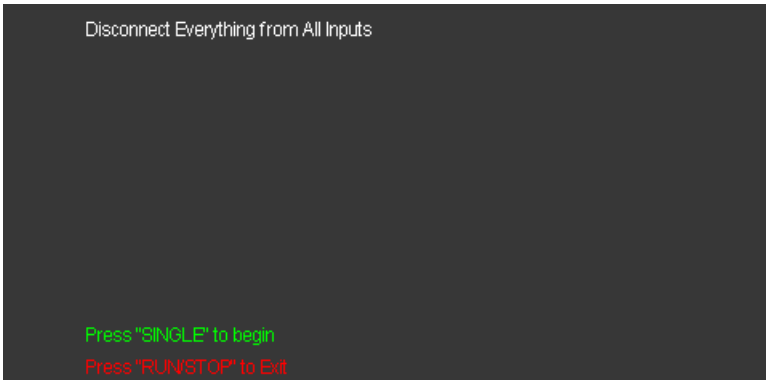 Disconnect Everything from All Inputs
Press "SINGLE" to begin
Press "RUN/STOP" to Exit